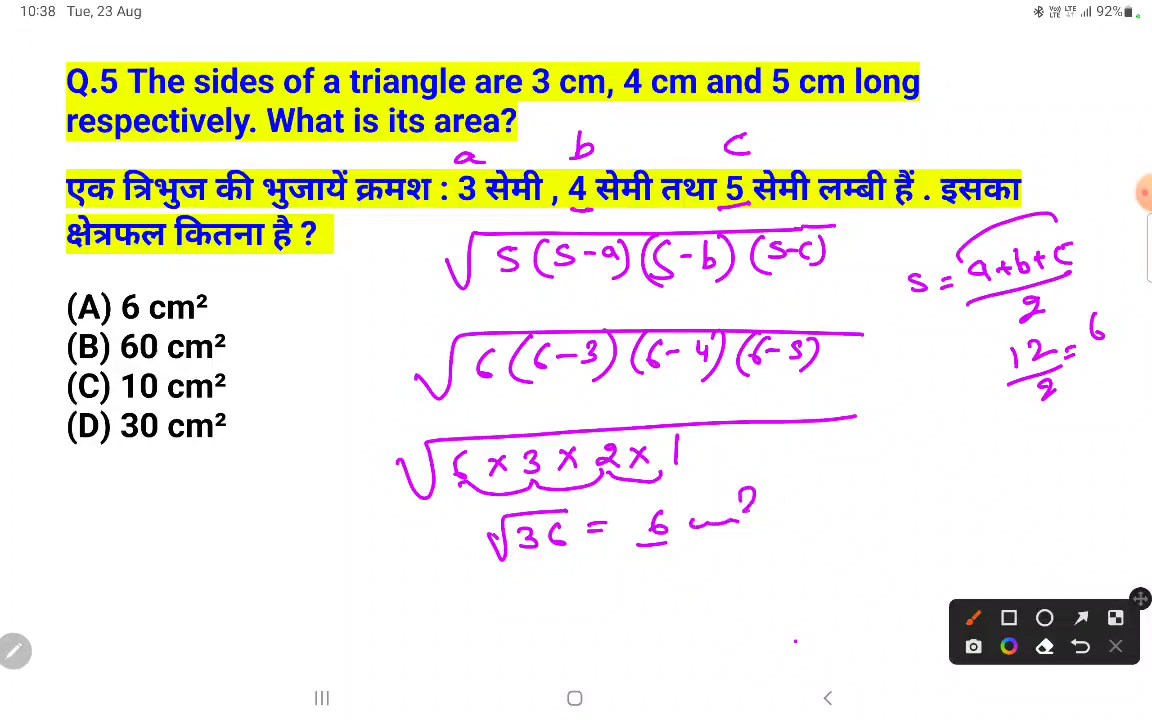 10:38 Tue, 23 Aug
92%
Q.5 The sides of a triangle are 3 cm, 4 cm and 5 cm long
respectively. What is its area?
a b c
एक त्रिभुज की भुजायें क्रमश : 3 सेमी , 4 सेमी तथा 5 सेमी लम्बी हैं . इसका
क्षेत्रफल कितना है ?
√s(s-a)(s-b)(s-c)
s = a+b+c/2
12/2 = 6
(A) 6 cm²
(B) 60 cm²
(C) 10 cm²
(D) 30 cm²
√6(6-3)(6-4)(6-5)
√6×3×2×1
√36 = 6 cm²